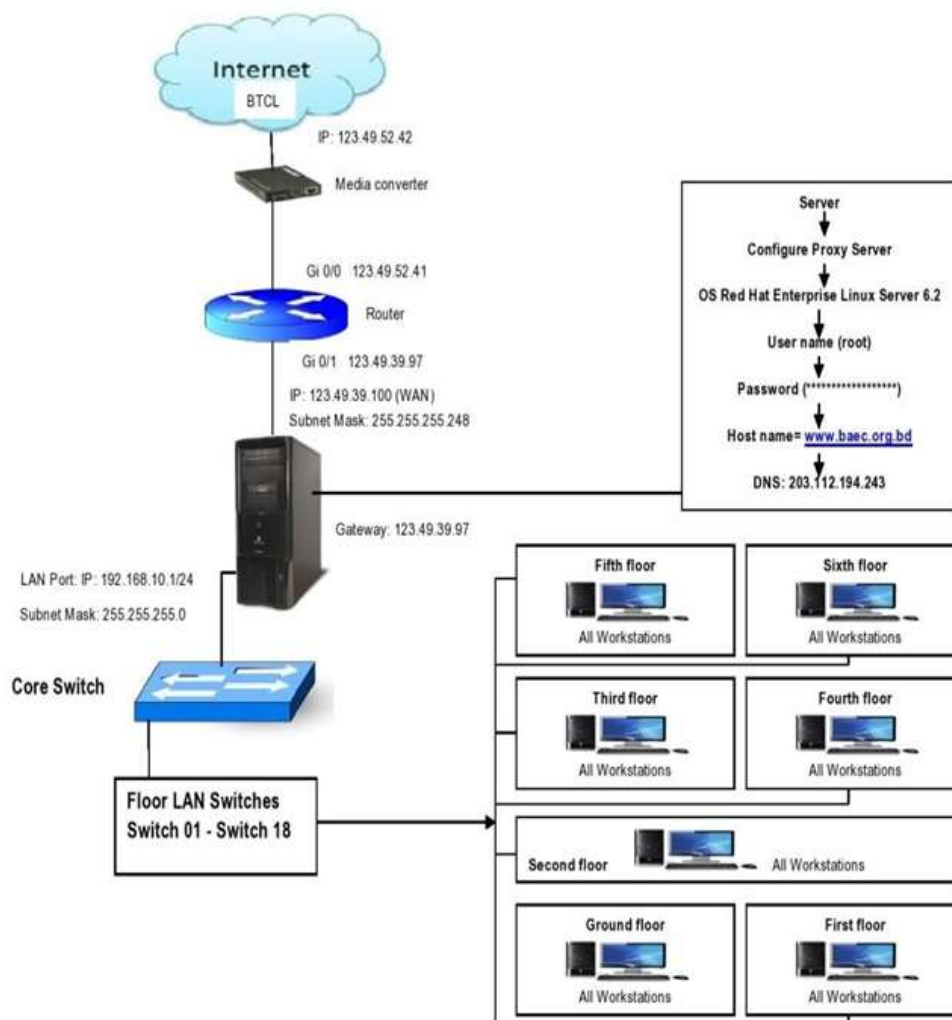 Internet
BTCL
IP: 123.49.52.42
Media converter
Gi 0/0 123.49.52.41
Router
Gi 0/1 123.49.39.97
IP: 123.49.39.100 (WAN)
Subnet Mask: 255.255.255.248
Gateway: 123.49.39.97
LAN Port: IP: 192.168.10.1/24
Subnet Mask: 255.255.255.0
Core Switch
Floor LAN Switches
Switch 01 - Switch 18
Server
Configure Proxy Server
OS Red Hat Enterprise Linux Server 6.2
User name (root)
Password (******************)
Host name= www.baec.org.bd
DNS: 203.112.194.243
Fifth floor
All Workstations
Sixth floor
All Workstations
Third floor
All Workstations
Fourth floor
All Workstations
Second floor
All Workstations
Ground floor
All Workstations
First floor
All Workstations